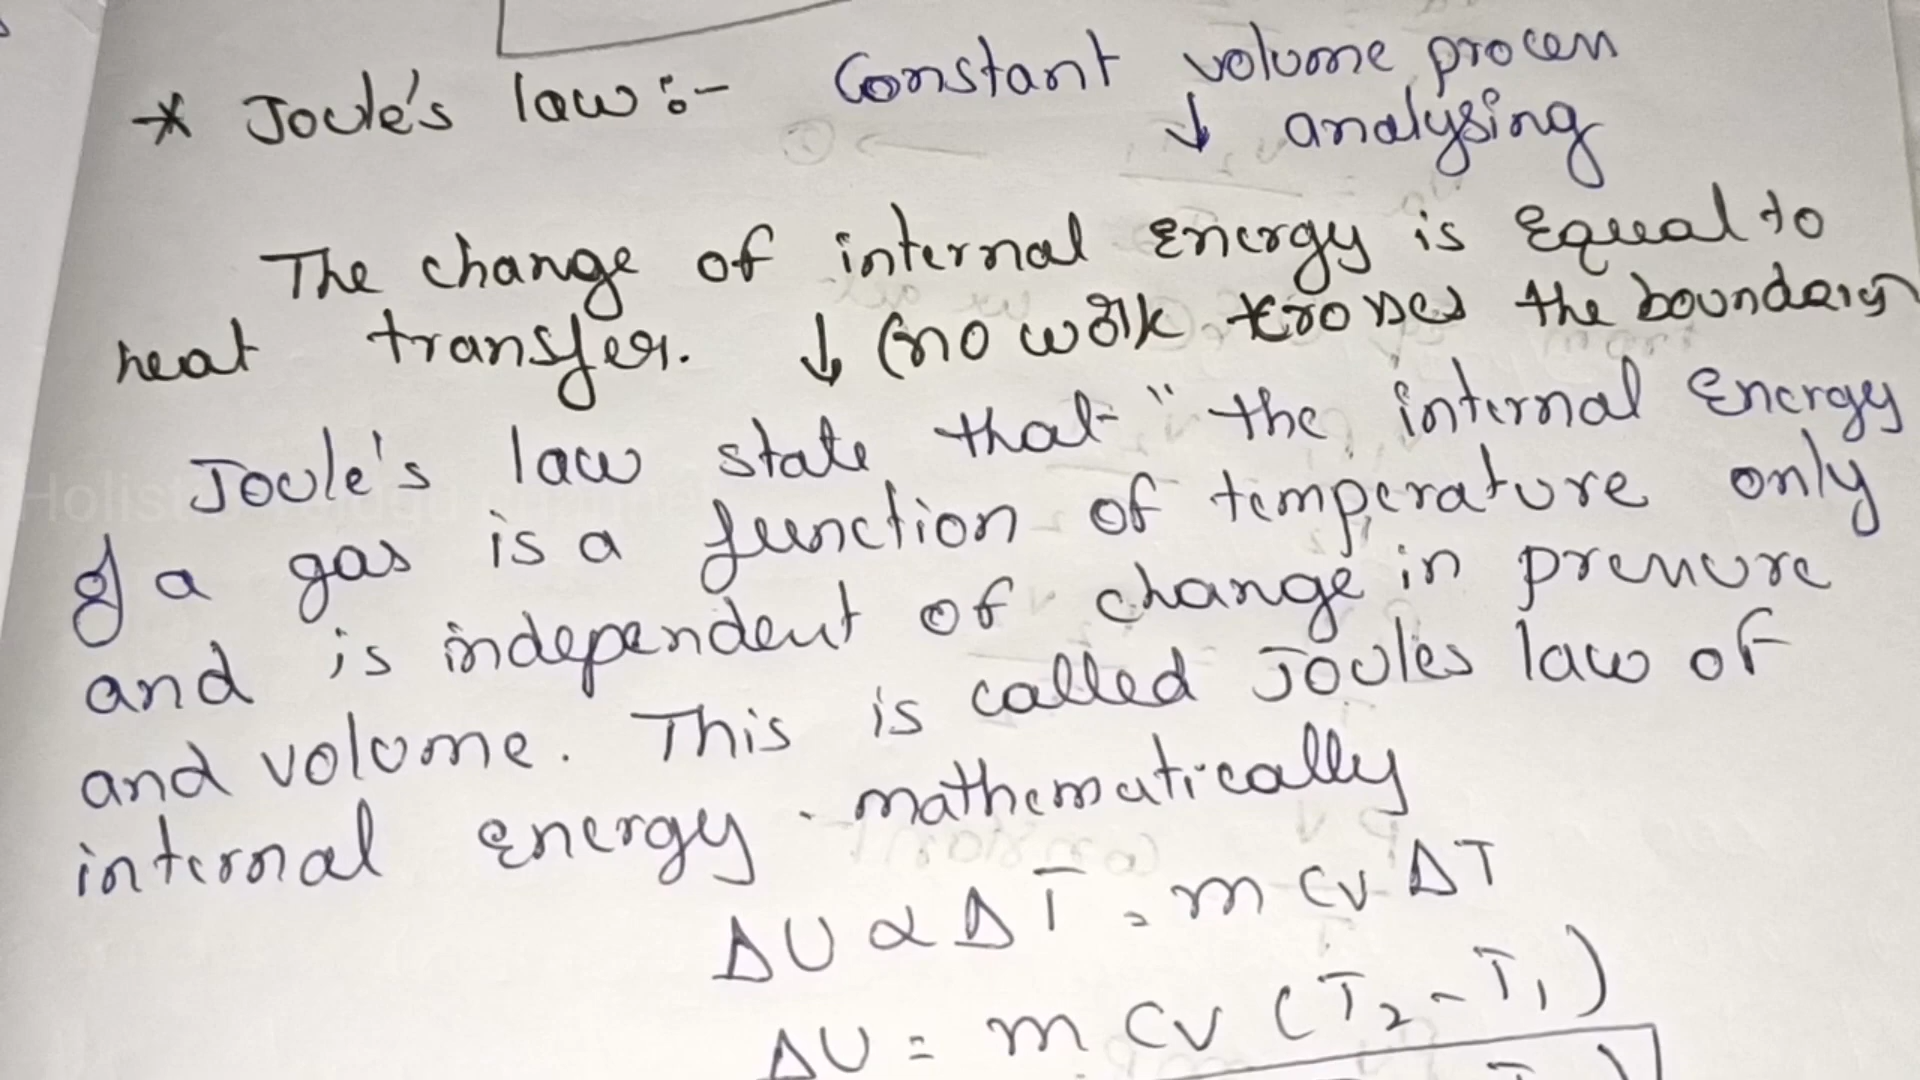 * Joule's law :- Constant volume process
↓ analysing
The change of internal Energy is Equal to
heat transfer. ↓ (no work crosses the boundary
Joule's law state that " the internal Energy
of a gas is a function of temperature only
and is independent of change in pressure
and volume. This is called Joules law of
internal energy. mathematically
ΔU ∝ ΔT = m Cv ΔT
ΔU = m Cv (T₂ - T₁)